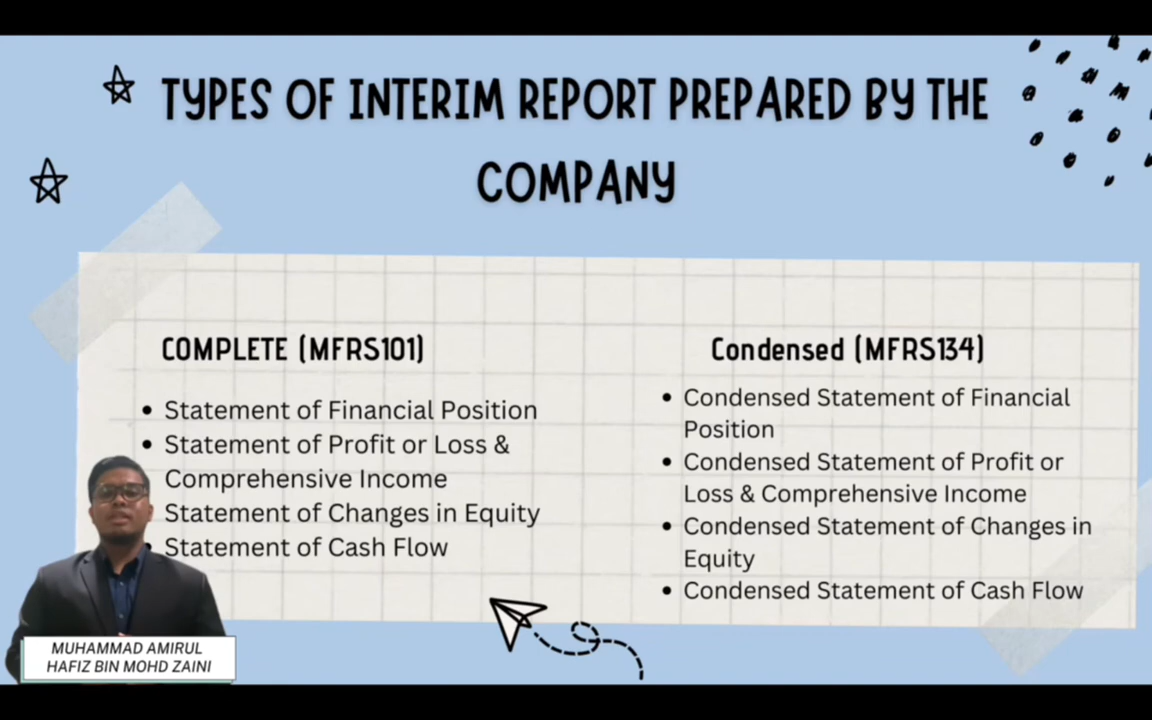 TYPES OF INTERIM REPORT PREPARED BY THE
COMPANY
COMPLETE (MFRS101)
• Statement of Financial Position
• Statement of Profit or Loss &
Comprehensive Income
Statement of Changes in Equity
• Statement of Cash Flow
Condensed (MFRS134)
• Condensed Statement of Financial
Position
• Condensed Statement of Profit or
Loss & Comprehensive Income
• Condensed Statement of Changes in
Equity
• Condensed Statement of Cash Flow
MUHAMMAD AMIRUL
HAFIZ BIN MOHD ZAINI